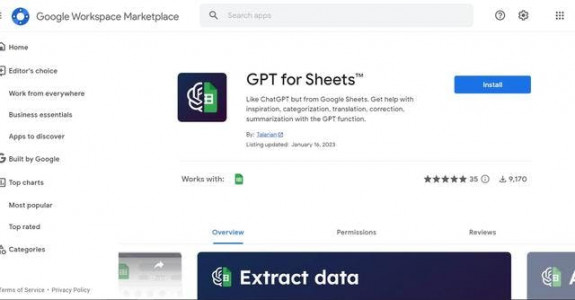 Google Workspace Marketplace
Search apps
Home
Editor's choice
Work from everywhere
Business essentials
Apps to discover
Built by Google
Top charts
Most popular
Top rated
Categories
Terms of Service • Privacy Policy
GPT for Sheets™
Install
Like ChatGPT but from Google Sheets. Get help with
inspiration, categorization, translation, correction,
summarization with the GPT function.
By: Talarian
Listing updated: January 16, 2023
Works with:
35
9,170
Overview
Permissions
Reviews
Extract data